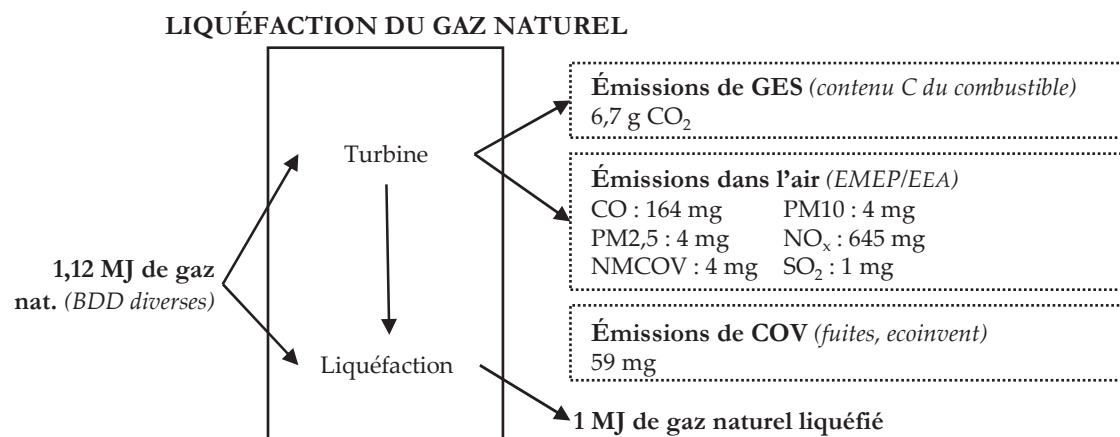 LIQUÉFACTION DU GAZ NATUREL
Émissions de GES (contenu C du combustible)
6,7 g CO₂
Turbine
Émissions dans l’air (EMEP/EEA)
CO : 164 mg PM10 : 4 mg
PM2,5 : 4 mg NOₓ : 645 mg
NMCOV : 4 mg SO₂ : 1 mg
1,12 MJ de gaz
nat. (BDD diverses)
Émissions de COV (fuites, ecoinvent)
59 mg
Liquéfaction
1 MJ de gaz naturel liquéfié